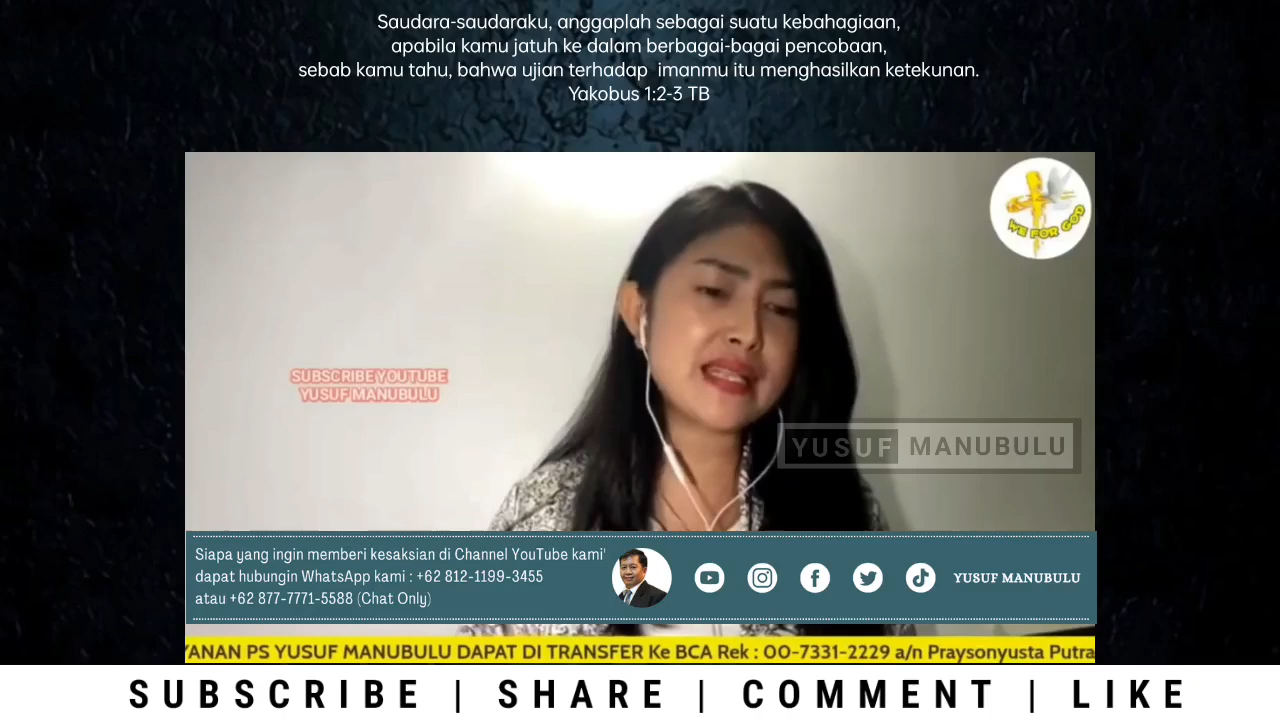 Saudara-saudaraku, anggaplah sebagai suatu kebahagiaan,
apabila kamu jatuh ke dalam berbagai-bagai pencobaan,
sebab kamu tahu, bahwa ujian terhadap imanmu itu menghasilkan ketekunan.
Yakobus 1:2-3 TB
WE FOR GOD
SUBSCRIBE YOUTUBE
YUSUF MANUBULU
YUSUF MANUBULU
Siapa yang ingin memberi kesaksian di Channel YouTube kami'
dapat hubungin WhatsApp kami : +62 812-1199-3455
atau +62 877-7771-5588 (Chat Only)
YUSUF MANUBULU
YANAN PS YUSUF MANUBULU DAPAT DI TRANSFER Ke BCA Rek : 00-7331-2229 a/n Praysonyusta Putra
SUBSCRIBE | SHARE | COMMENT | LIKE